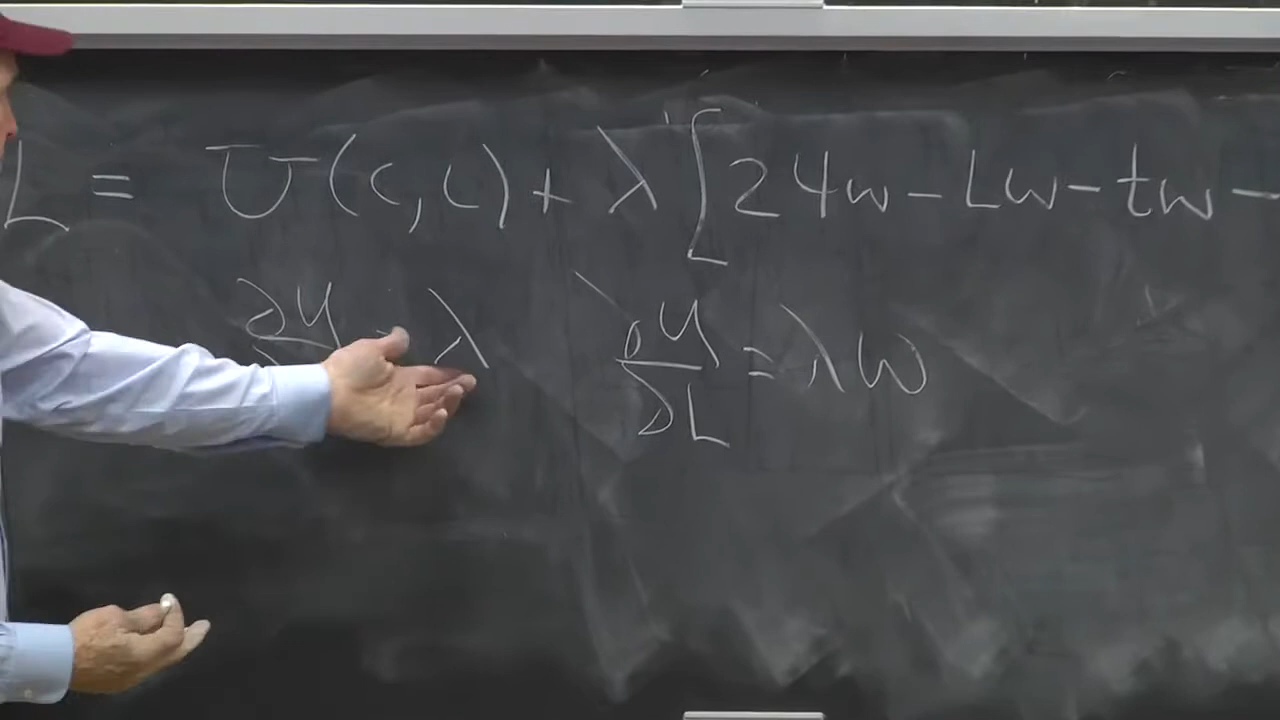 L = U(C, L) + λ[24w - Lw - tw -
∂U = λ ∂U/∂L = λw